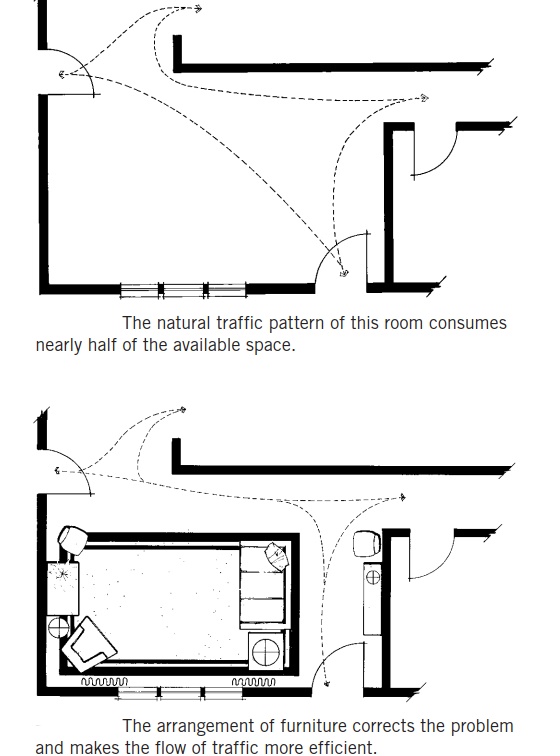 The natural traffic pattern of this room consumes
nearly half of the available space.
The arrangement of furniture corrects the problem
and makes the flow of traffic more efficient.